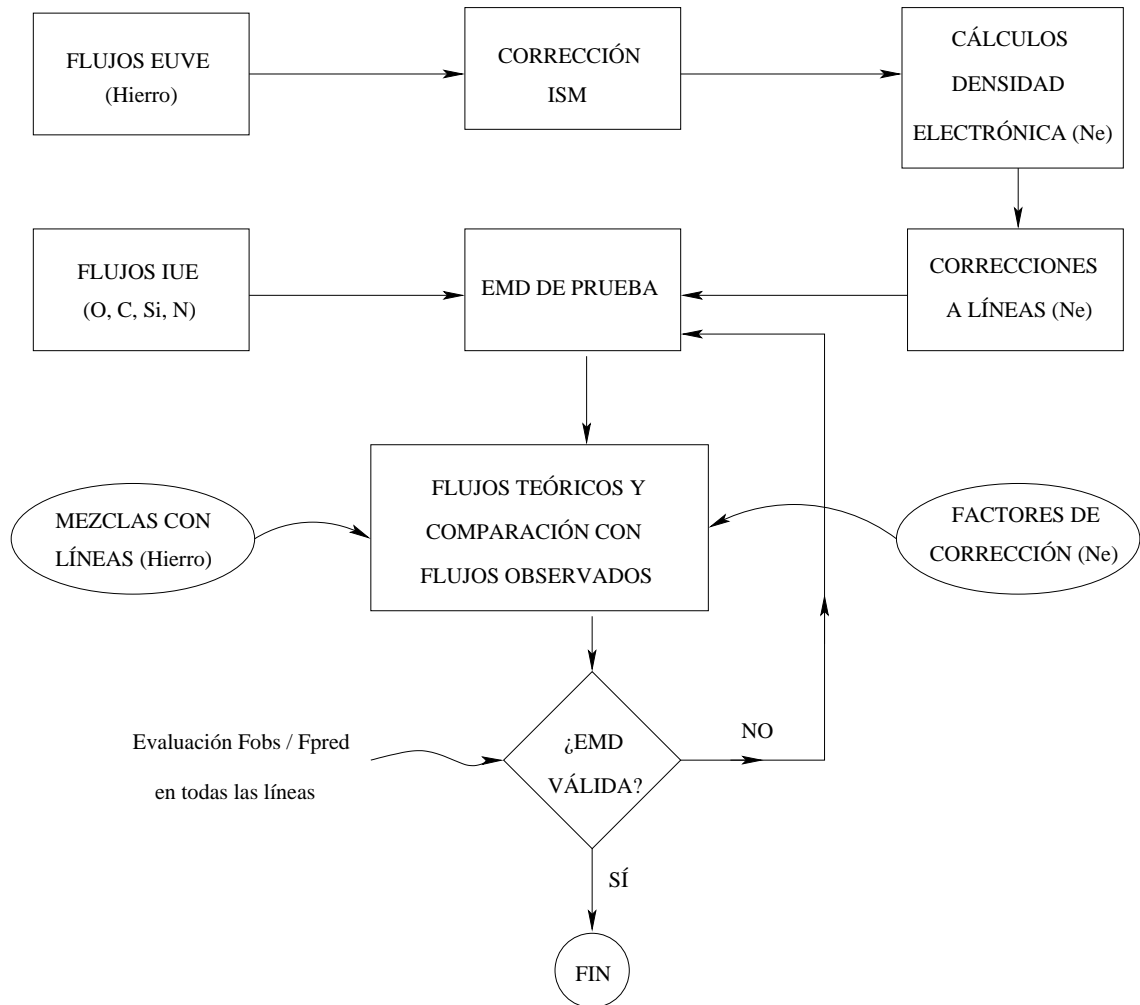 FLUJOS EUVE
(Hierro)
CORRECCIÓN
ISM
CÁLCULOS
DENSIDAD
ELECTRÓNICA (Ne)
FLUJOS IUE
(O, C, Si, N)
EMD DE PRUEBA
CORRECCIONES
A LÍNEAS (Ne)
MEZCLAS CON
LÍNEAS (Hierro)
FLUJOS TEÓRICOS Y
COMPARACIÓN CON
FLUJOS OBSERVADOS
FACTORES DE
CORRECCIÓN (Ne)
Evaluación Fobs / Fpred
en todas las líneas
¿EMD
VÁLIDA?
NO
SÍ
FIN